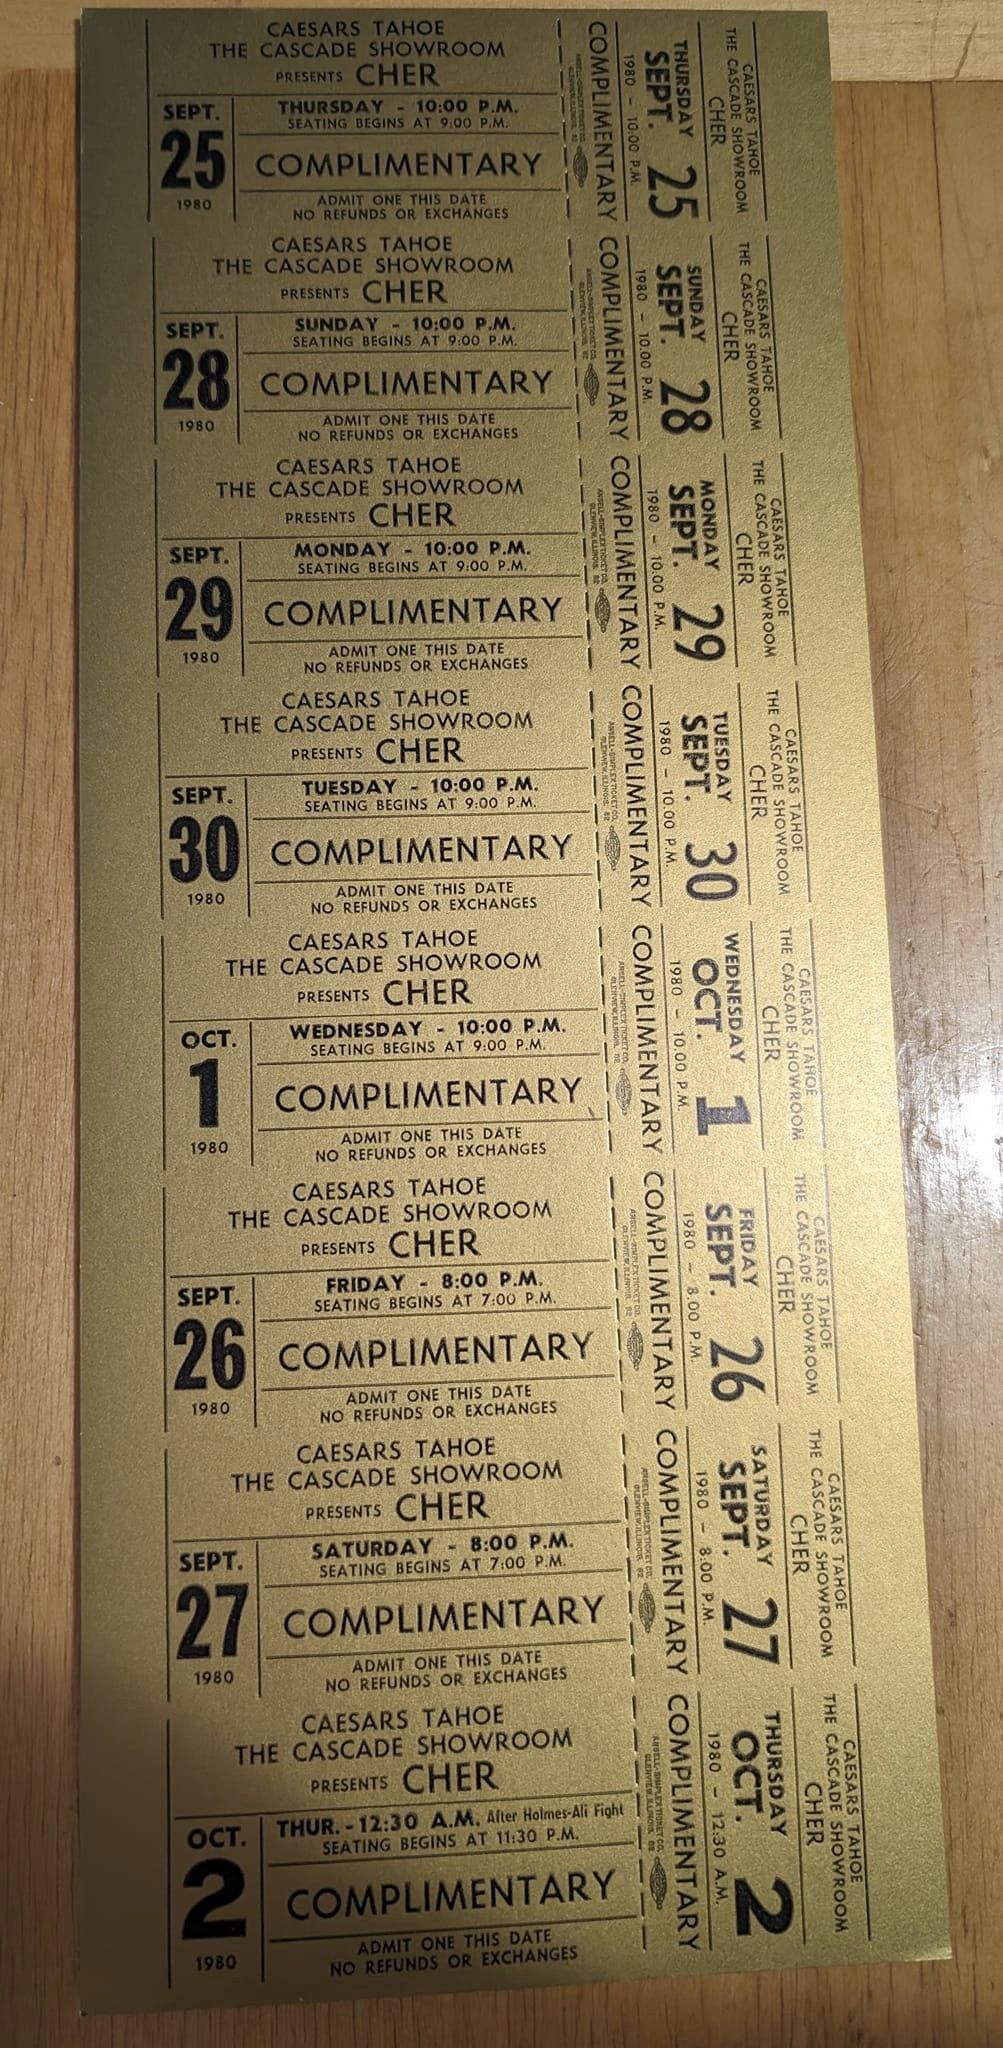 CAESARS TAHOE
THE CASCADE SHOWROOM
PRESENTS CHER
SEPT.
25
1980
THURSDAY - 10:00 P.M.
SEATING BEGINS AT 9:00 P.M.
COMPLIMENTARY
ADMIT ONE THIS DATE
NO REFUNDS OR EXCHANGES
COMPLIMENTARY
1980 - 10:00 P.M.
THURSDAY
SEPT. 25
CAESARS TAHOE
THE CASCADE SHOWROOM
CHER
CAESARS TAHOE
THE CASCADE SHOWROOM
PRESENTS CHER
SEPT.
28
1980
SUNDAY - 10:00 P.M.
SEATING BEGINS AT 9:00 P.M.
COMPLIMENTARY
ADMIT ONE THIS DATE
NO REFUNDS OR EXCHANGES
COMPLIMENTARY
1980 - 10.00 P.M.
SUNDAY
SEPT. 28
CAESARS TAHOE
THE CASCADE SHOWROOM
CHER
CAESARS TAHOE
THE CASCADE SHOWROOM
PRESENTS CHER
SEPT.
29
1980
MONDAY - 10:00 P.M.
SEATING BEGINS AT 9:00 P.M.
COMPLIMENTARY
ADMIT ONE THIS DATE
NO REFUNDS OR EXCHANGES
COMPLIMENTARY
1980 - 10.00 P.M.
MONDAY
SEPT. 29
CAESARS TAHOE
THE CASCADE SHOWROOM
CHER
CAESARS TAHOE
THE CASCADE SHOWROOM
PRESENTS CHER
SEPT.
30
1980
TUESDAY - 10:00 P.M.
SEATING BEGINS AT 9:00 P.M.
COMPLIMENTARY
ADMIT ONE THIS DATE
NO REFUNDS OR EXCHANGES
COMPLIMENTARY
1980 - 10.00 P.M.
TUESDAY
SEPT. 30
CAESARS TAHOE
THE CASCADE SHOWROOM
CHER
CAESARS TAHOE
THE CASCADE SHOWROOM
PRESENTS CHER
OCT.
1
1980
WEDNESDAY - 10:00 P.M.
SEATING BEGINS AT 9:00 P.M.
COMPLIMENTARY
ADMIT ONE THIS DATE
NO REFUNDS OR EXCHANGES
COMPLIMENTARY
1980 - 10.00 P.M.
WEDNESDAY
OCT. 1
CAESARS TAHOE
THE CASCADE SHOWROOM
CHER
CAESARS TAHOE
THE CASCADE SHOWROOM
PRESENTS CHER
SEPT.
26
1980
FRIDAY - 8:00 P.M.
SEATING BEGINS AT 7:00 P.M.
COMPLIMENTARY
ADMIT ONE THIS DATE
NO REFUNDS OR EXCHANGES
COMPLIMENTARY
1980 - 8.00 P.M.
FRIDAY
SEPT. 26
CAESARS TAHOE
THE CASCADE SHOWROOM
CHER
CAESARS TAHOE
THE CASCADE SHOWROOM
PRESENTS CHER
SEPT.
27
1980
SATURDAY - 8:00 P.M.
SEATING BEGINS AT 7:00 P.M.
COMPLIMENTARY
ADMIT ONE THIS DATE
NO REFUNDS OR EXCHANGES
COMPLIMENTARY
1980 - 8:00 P.M.
SATURDAY
SEPT. 27
CAESARS TAHOE
THE CASCADE SHOWROOM
CHER
CAESARS TAHOE
THE CASCADE SHOWROOM
PRESENTS CHER
OCT.
2
1980
THUR. - 12:30 A.M. After Holmes-Ali Fight
SEATING BEGINS AT 11:30 P.M.
COMPLIMENTARY
ADMIT ONE THIS DATE
NO REFUNDS OR EXCHANGES
COMPLIMENTARY
1980 - 12:30 A.M.
THURSDAY
OCT. 2
CAESARS TAHOE
THE CASCADE SHOWROOM
CHER